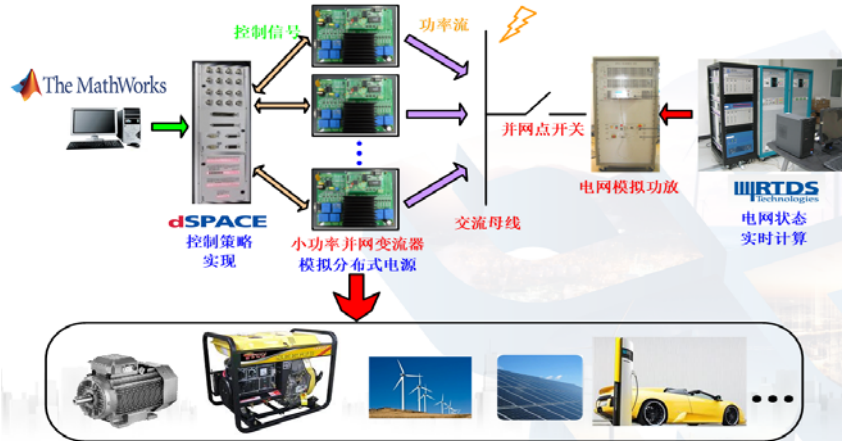 控制信号
功率流
The MathWorks
并网点开关
电网模拟功放
RTDS
Technologies
dSPACE
控制策略
实现
小功率并网变流器
模拟分布式电源
交流母线
电网状态
实时计算